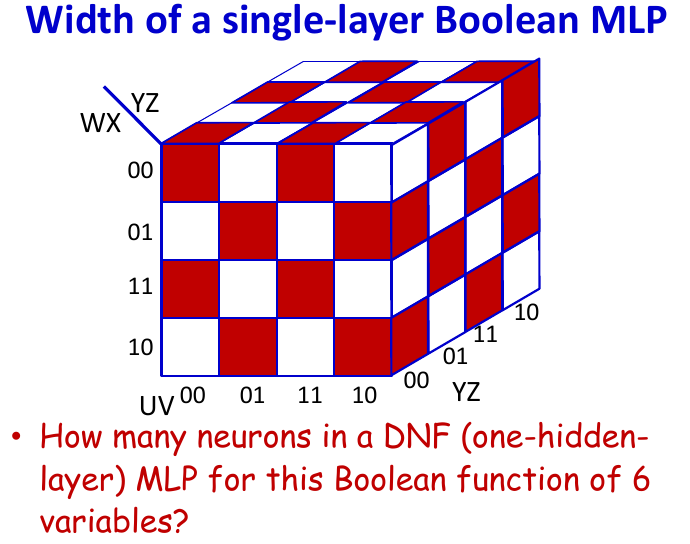 Width of a single-layer Boolean MLP
YZ
WX
00
01
11
10
10
11
01
UV 00 01 11 10 00 YZ
• How many neurons in a DNF (one-hidden-
layer) MLP for this Boolean function of 6
variables?